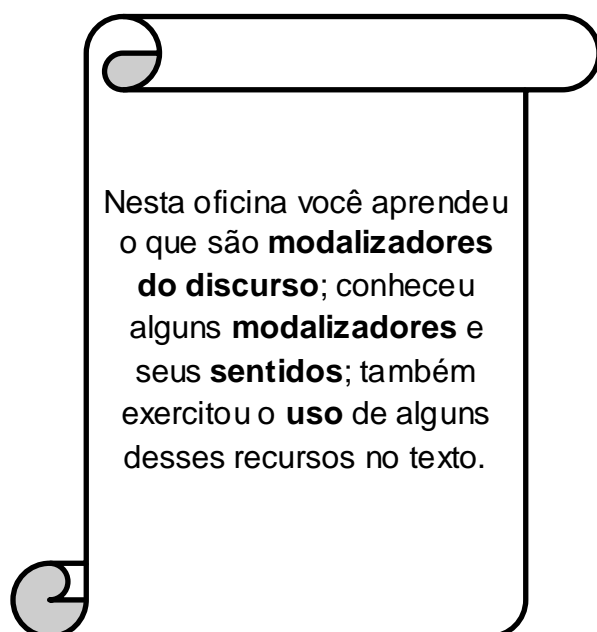 Nesta oficina você aprendeu
o que são modalizadores
do discurso; conheceu
alguns modalizadores e
seus sentidos; também
exercitou o uso de alguns
desses recursos no texto.